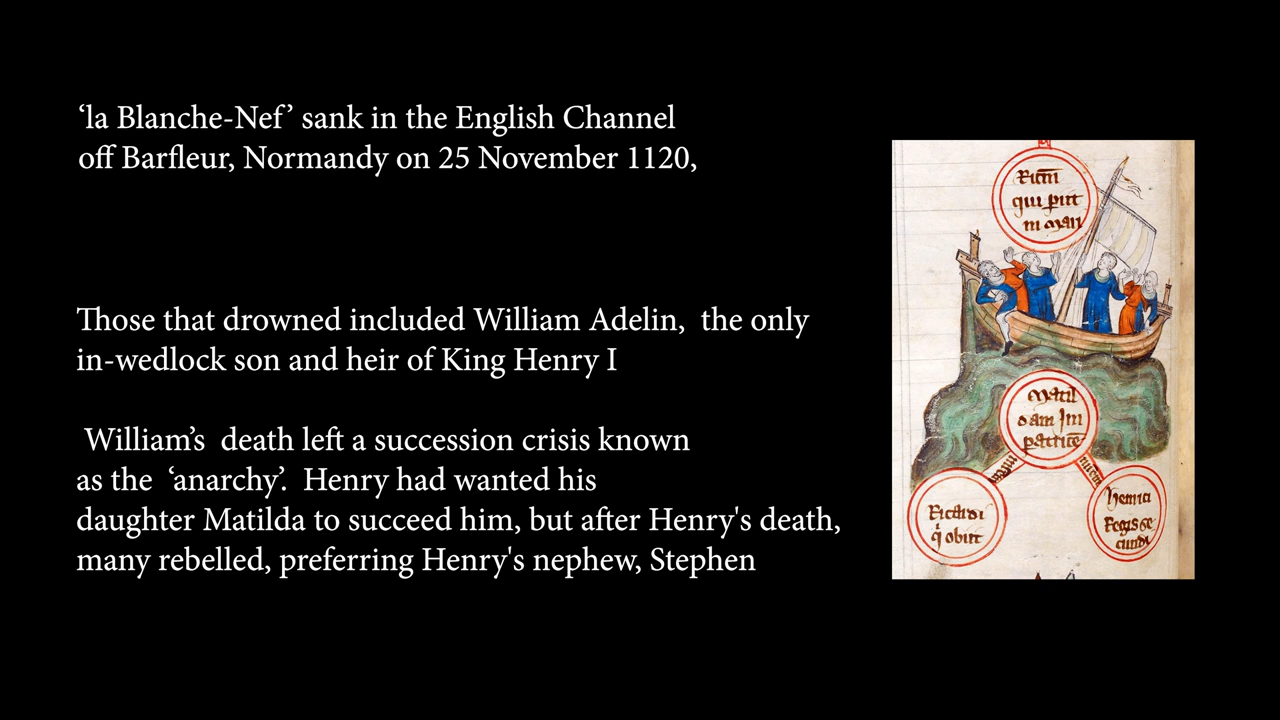 ‘la Blanche-Nef’ sank in the English Channel
off Barfleur, Normandy on 25 November 1120,
Those that drowned included William Adelin,  the only
in-wedlock son and heir of King Henry I
William’s  death left a succession crisis known
as the  ‘anarchy’.  Henry had wanted his
daughter Matilda to succeed him, but after Henry's death,
many rebelled, preferring Henry's nephew, Stephen
Ricardi
q obiit